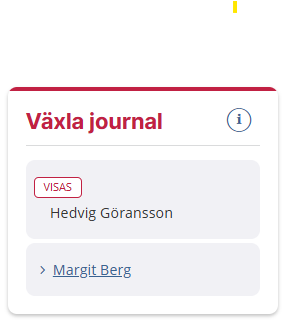 Växla journal
VISAS
Hedvig Göransson
Margit Berg